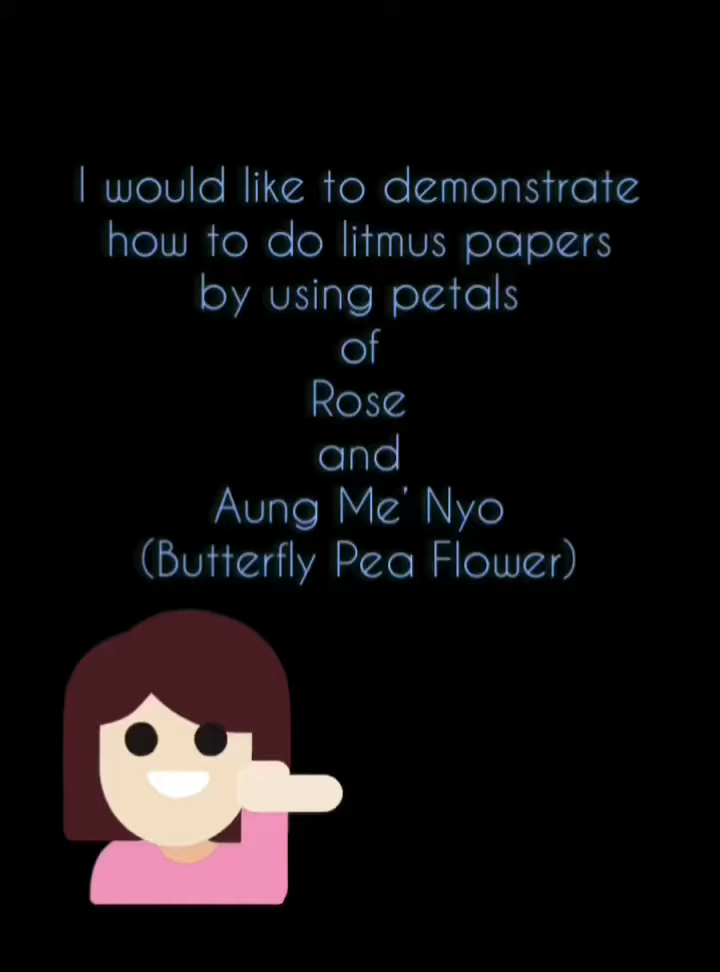 I would like to demonstrate
how to do litmus papers
by using petals
of
Rose
and
Aung Me' Nyo
(Butterfly Pea Flower)